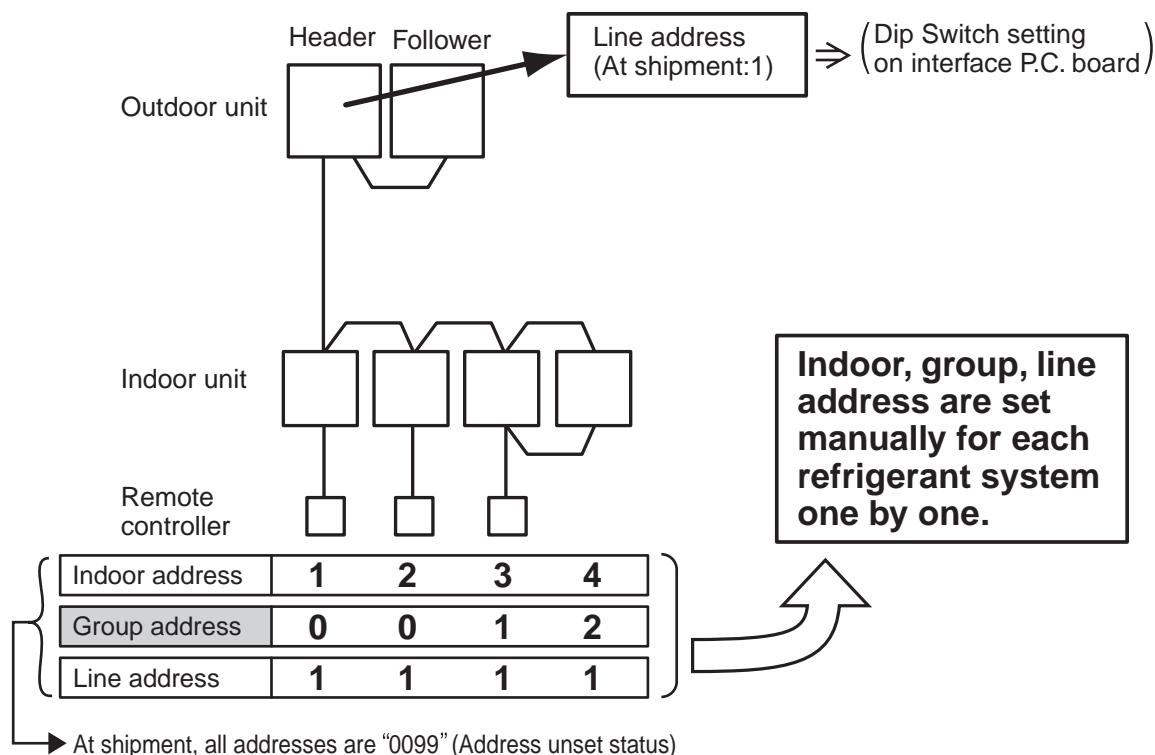 Header Follower
Line address
(At shipment:1)
⇒
(Dip Switch setting
on interface P.C. board)
Outdoor unit
Indoor unit
Indoor, group, line
address are set
manually for each
refrigerant system
one by one.
Remote
controller
Indoor address 1 2 3 4
Group address 0 0 1 2
Line address 1 1 1 1
At shipment, all addresses are “0099” (Address unset status)